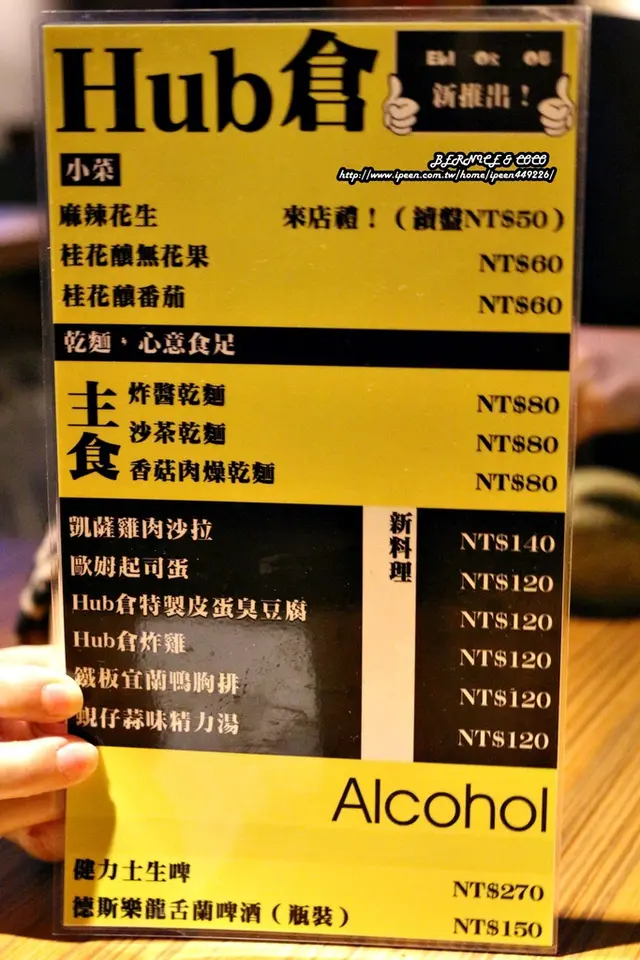 Hub倉
新推出！
BERNICE & COCO
http://www.ipeen.com.tw/home/ipeen449226/
小菜
麻辣花生 來店禮！（續盤NT$50）
桂花釀無花果 NT$60
桂花釀番茄 NT$60
乾麵，心意食足
主食
炸醬乾麵 NT$80
沙茶乾麵 NT$80
香菇肉燥乾麵 NT$80
新料理
凱薩雞肉沙拉 NT$140
歐姆起司蛋 NT$120
Hub倉特製皮蛋臭豆腐 NT$120
Hub倉炸雞 NT$120
鐵板宜蘭鴨胸排 NT$120
蜆仔蒜味精力湯 NT$120
Alcohol
健力士生啤 NT$270
德斯樂龍舌蘭啤酒（瓶裝） NT$150